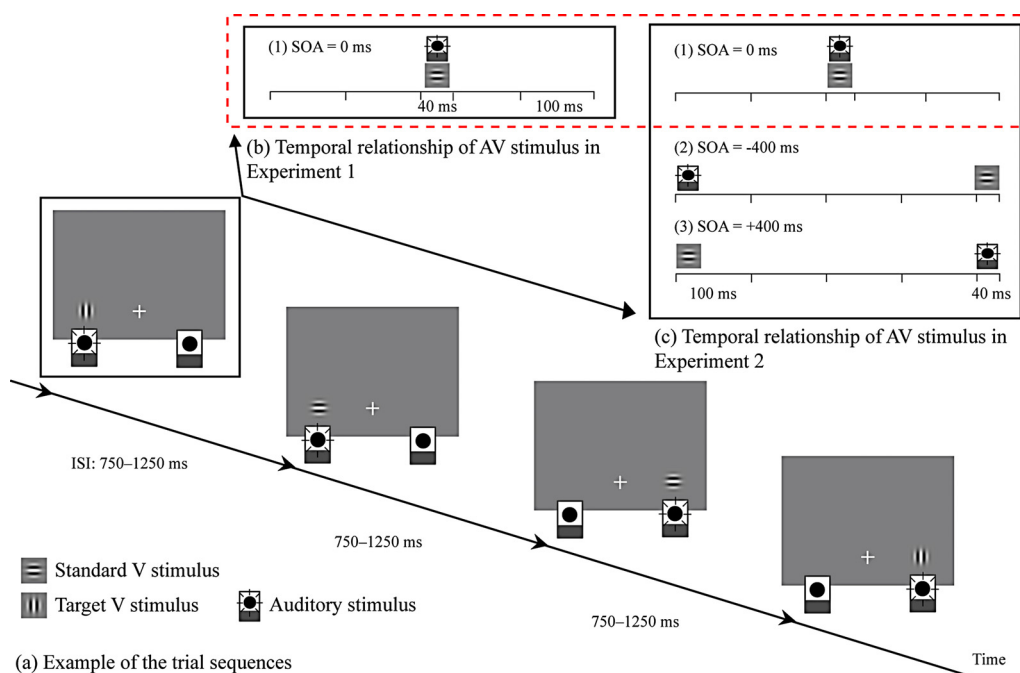 (1) SOA = 0 ms
40 ms
100 ms
(b) Temporal relationship of AV stimulus in
Experiment 1
(1) SOA = 0 ms
(2) SOA = -400 ms
(3) SOA = +400 ms
100 ms
40 ms
(c) Temporal relationship of AV stimulus in
Experiment 2
ISI: 750–1250 ms
750–1250 ms
750–1250 ms
Standard V stimulus
Target V stimulus
Auditory stimulus
Time
(a) Example of the trial sequences